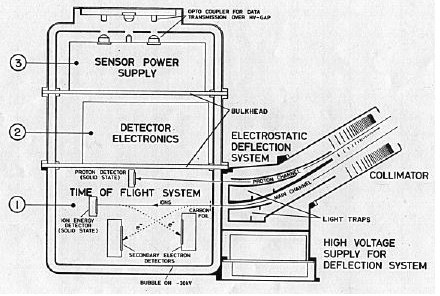 OPTO COUPLER FOR DATA
TRANSMISSION OVER HV-GAP
3
SENSOR POWER
SUPPLY
BULKHEAD
2
DETECTOR
ELECTRONICS
ELECTROSTATIC
DEFLECTION
SYSTEM
PROTON DETECTOR
(SOLID STATE)
PROTON CHANNEL
MAIN CHANNEL
COLLIMATOR
TIME OF FLIGHT SYSTEM
1
IONS
CARBON
FOIL
ION ENERGY
DETECTOR
(SOLID STATE)
LIGHT TRAPS
SECONDARY ELECTRON
DETECTORS
HIGH VOLTAGE
SUPPLY FOR
DEFLECTION SYSTEM
BUBBLE ON -30kV